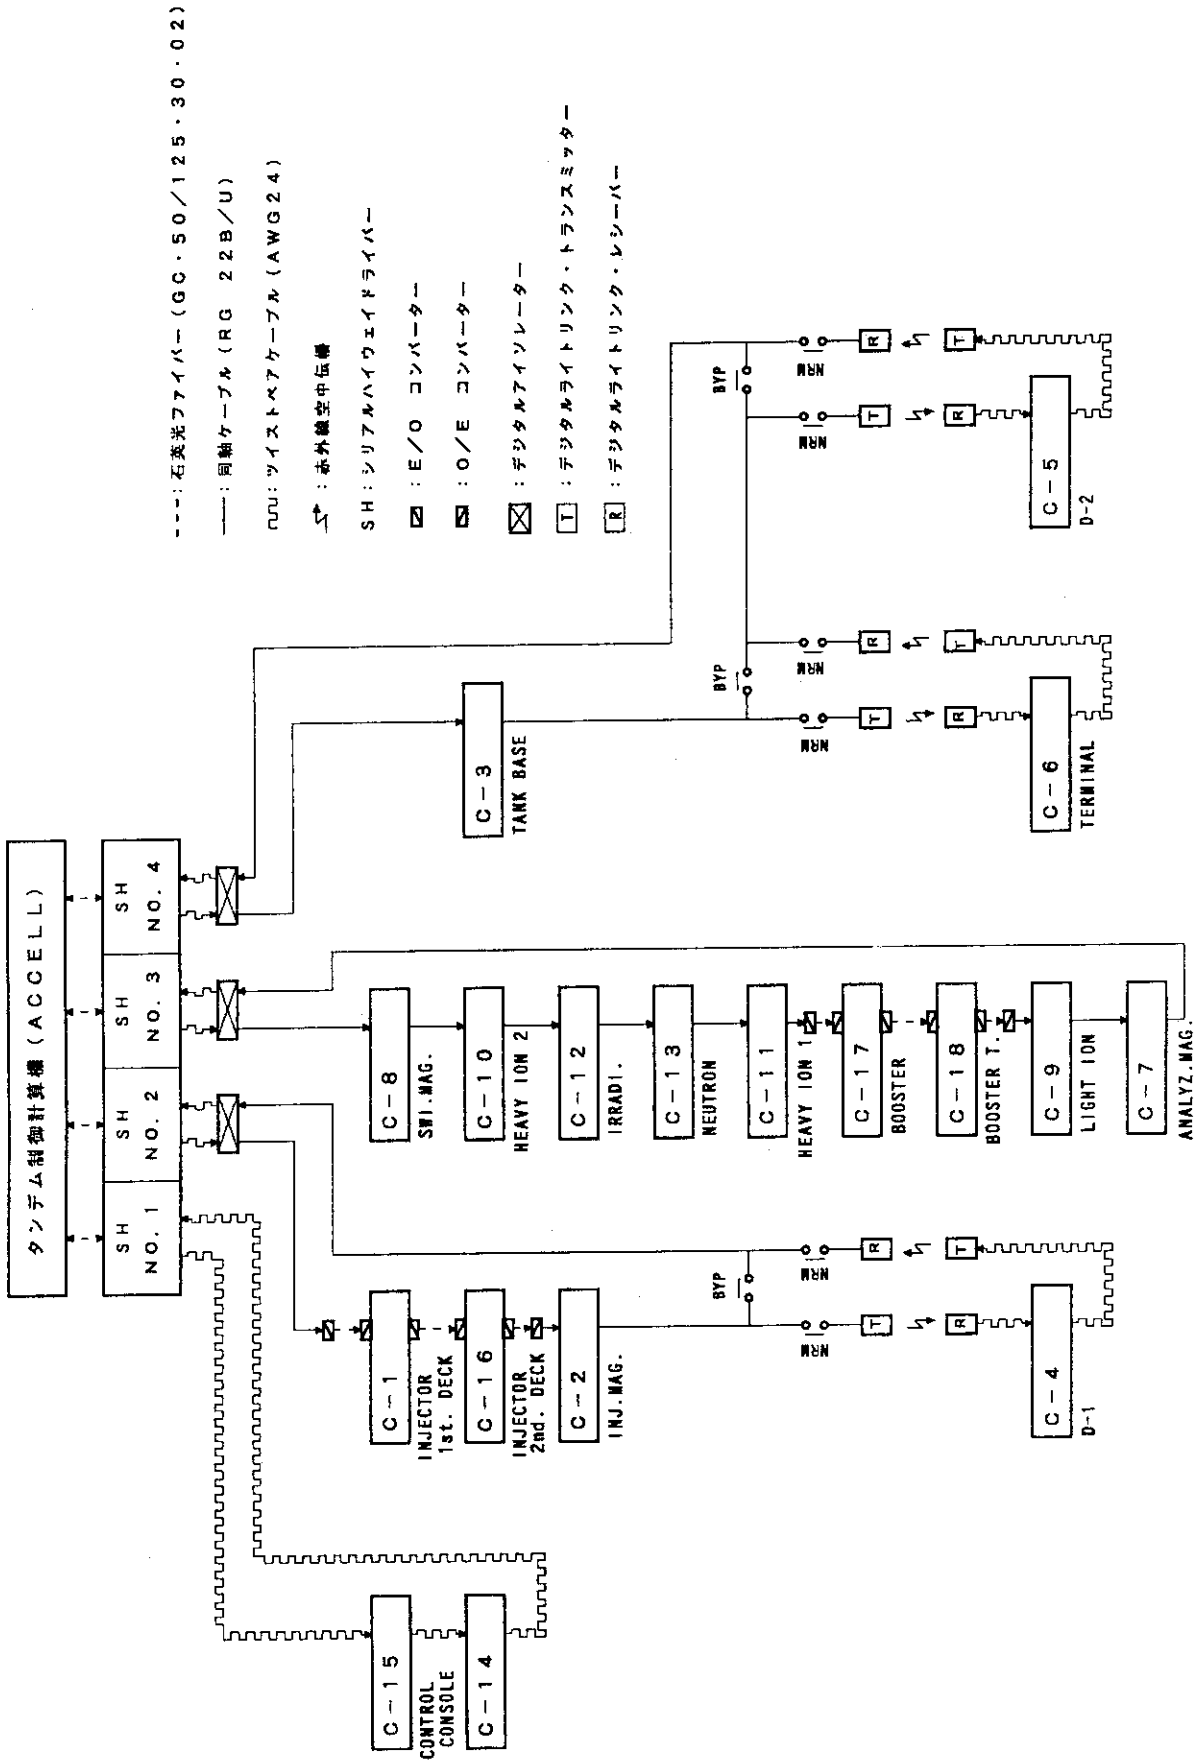 タンデム制御計算機(ACCELL)
SH
NO.1
SH
NO.2
SH
NO.3
SH
NO.4
---:石英光ファイバー(GC・50/125・30・02)
――:同軸ケーブル(RG 22B/U)
:ツイストペアケーブル(AWG24)
:赤外線空中伝播
SH:シリアルハイウェイドライバー
:E/O コンバーター
:O/E コンバーター
:デジタルアイソレーター
T:デジタルライトリンク・トランスミッター
R:デジタルライトリンク・レシーバー
C-15
CONTROL
CONSOLE
C-14
C-1
INJECTOR
1st. DECK
C-16
INJECTOR
2nd. DECK
C-2
INJ.MAG.
BYP
NRM
NRM
T
R
R
T
C-4
D-1
C-8
SWI.MAG.
C-10
HEAVY ION 2
C-12
IRRADI.
C-13
NEUTRON
C-11
HEAVY ION 1
C-17
BOOSTER
C-18
BOOSTER T.
C-9
LIGHT ION
C-7
ANALYZ.MAG.
C-3
TANK BASE
BYP
BYP
NRM
NRM
NRM
NRM
T
R
T
R
R
T
R
T
C-6
TERMINAL
C-5
D-2